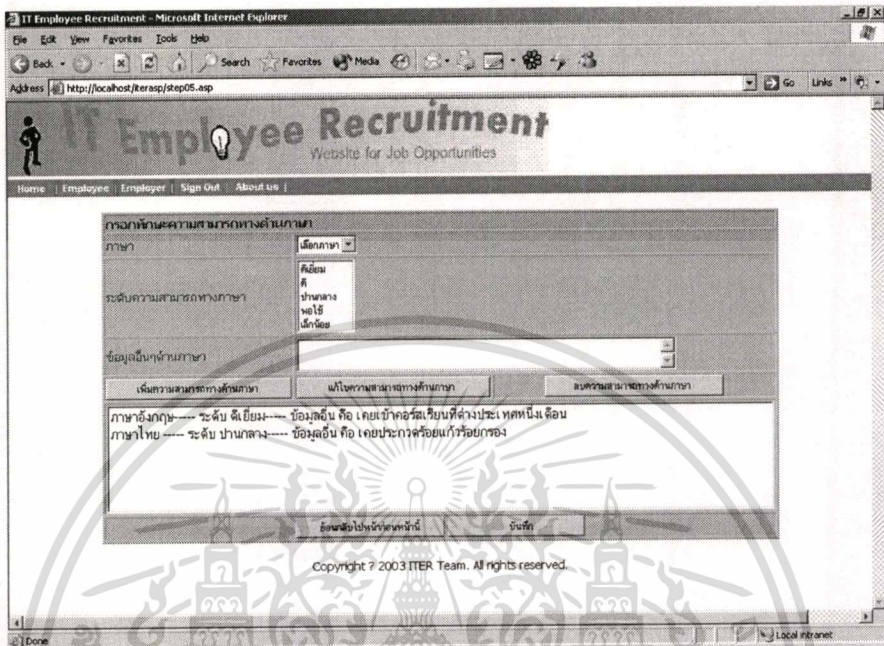 IT Employee Recruitment - Microsoft Internet Explorer
File Edit View Favorites Tools Help
Back Search Favorites Media
Address http://localhost/iterasp/step05.asp Go Links »
IT Employee Recruitment
Website for Job Opportunities
Home | Employee | Employer | Sign Out | About us |
กรอกทักษะความสามารถทางด้านภาษา
ภาษา เลือกภาษา
ระดับความสามารถทางภาษา
ดีเยี่ยม
ดี
ปานกลาง
พอใช้
เล็กน้อย
ข้อมูลอื่นๆด้านภาษา
เพิ่มความสามารถทางด้านภาษา แก้ไขความสามารถทางด้านภาษา ลบความสามารถทางด้านภาษา
ภาษาอังกฤษ----- ระดับ ดีเยี่ยม----- ข้อมูลอื่น คือ เคยเข้าคอร์สเรียนที่ต่างประเทศหนึ่งเดือน
ภาษาไทย ----- ระดับ ปานกลาง----- ข้อมูลอื่น คือ เคยประกวดร้อยแก้วร้อยกรอง
ย้อนกลับไปหน้าก่อนหน้านี้ บันทึก
Copyright ? 2003 ITER Team. All rights reserved.
Done Local intranet